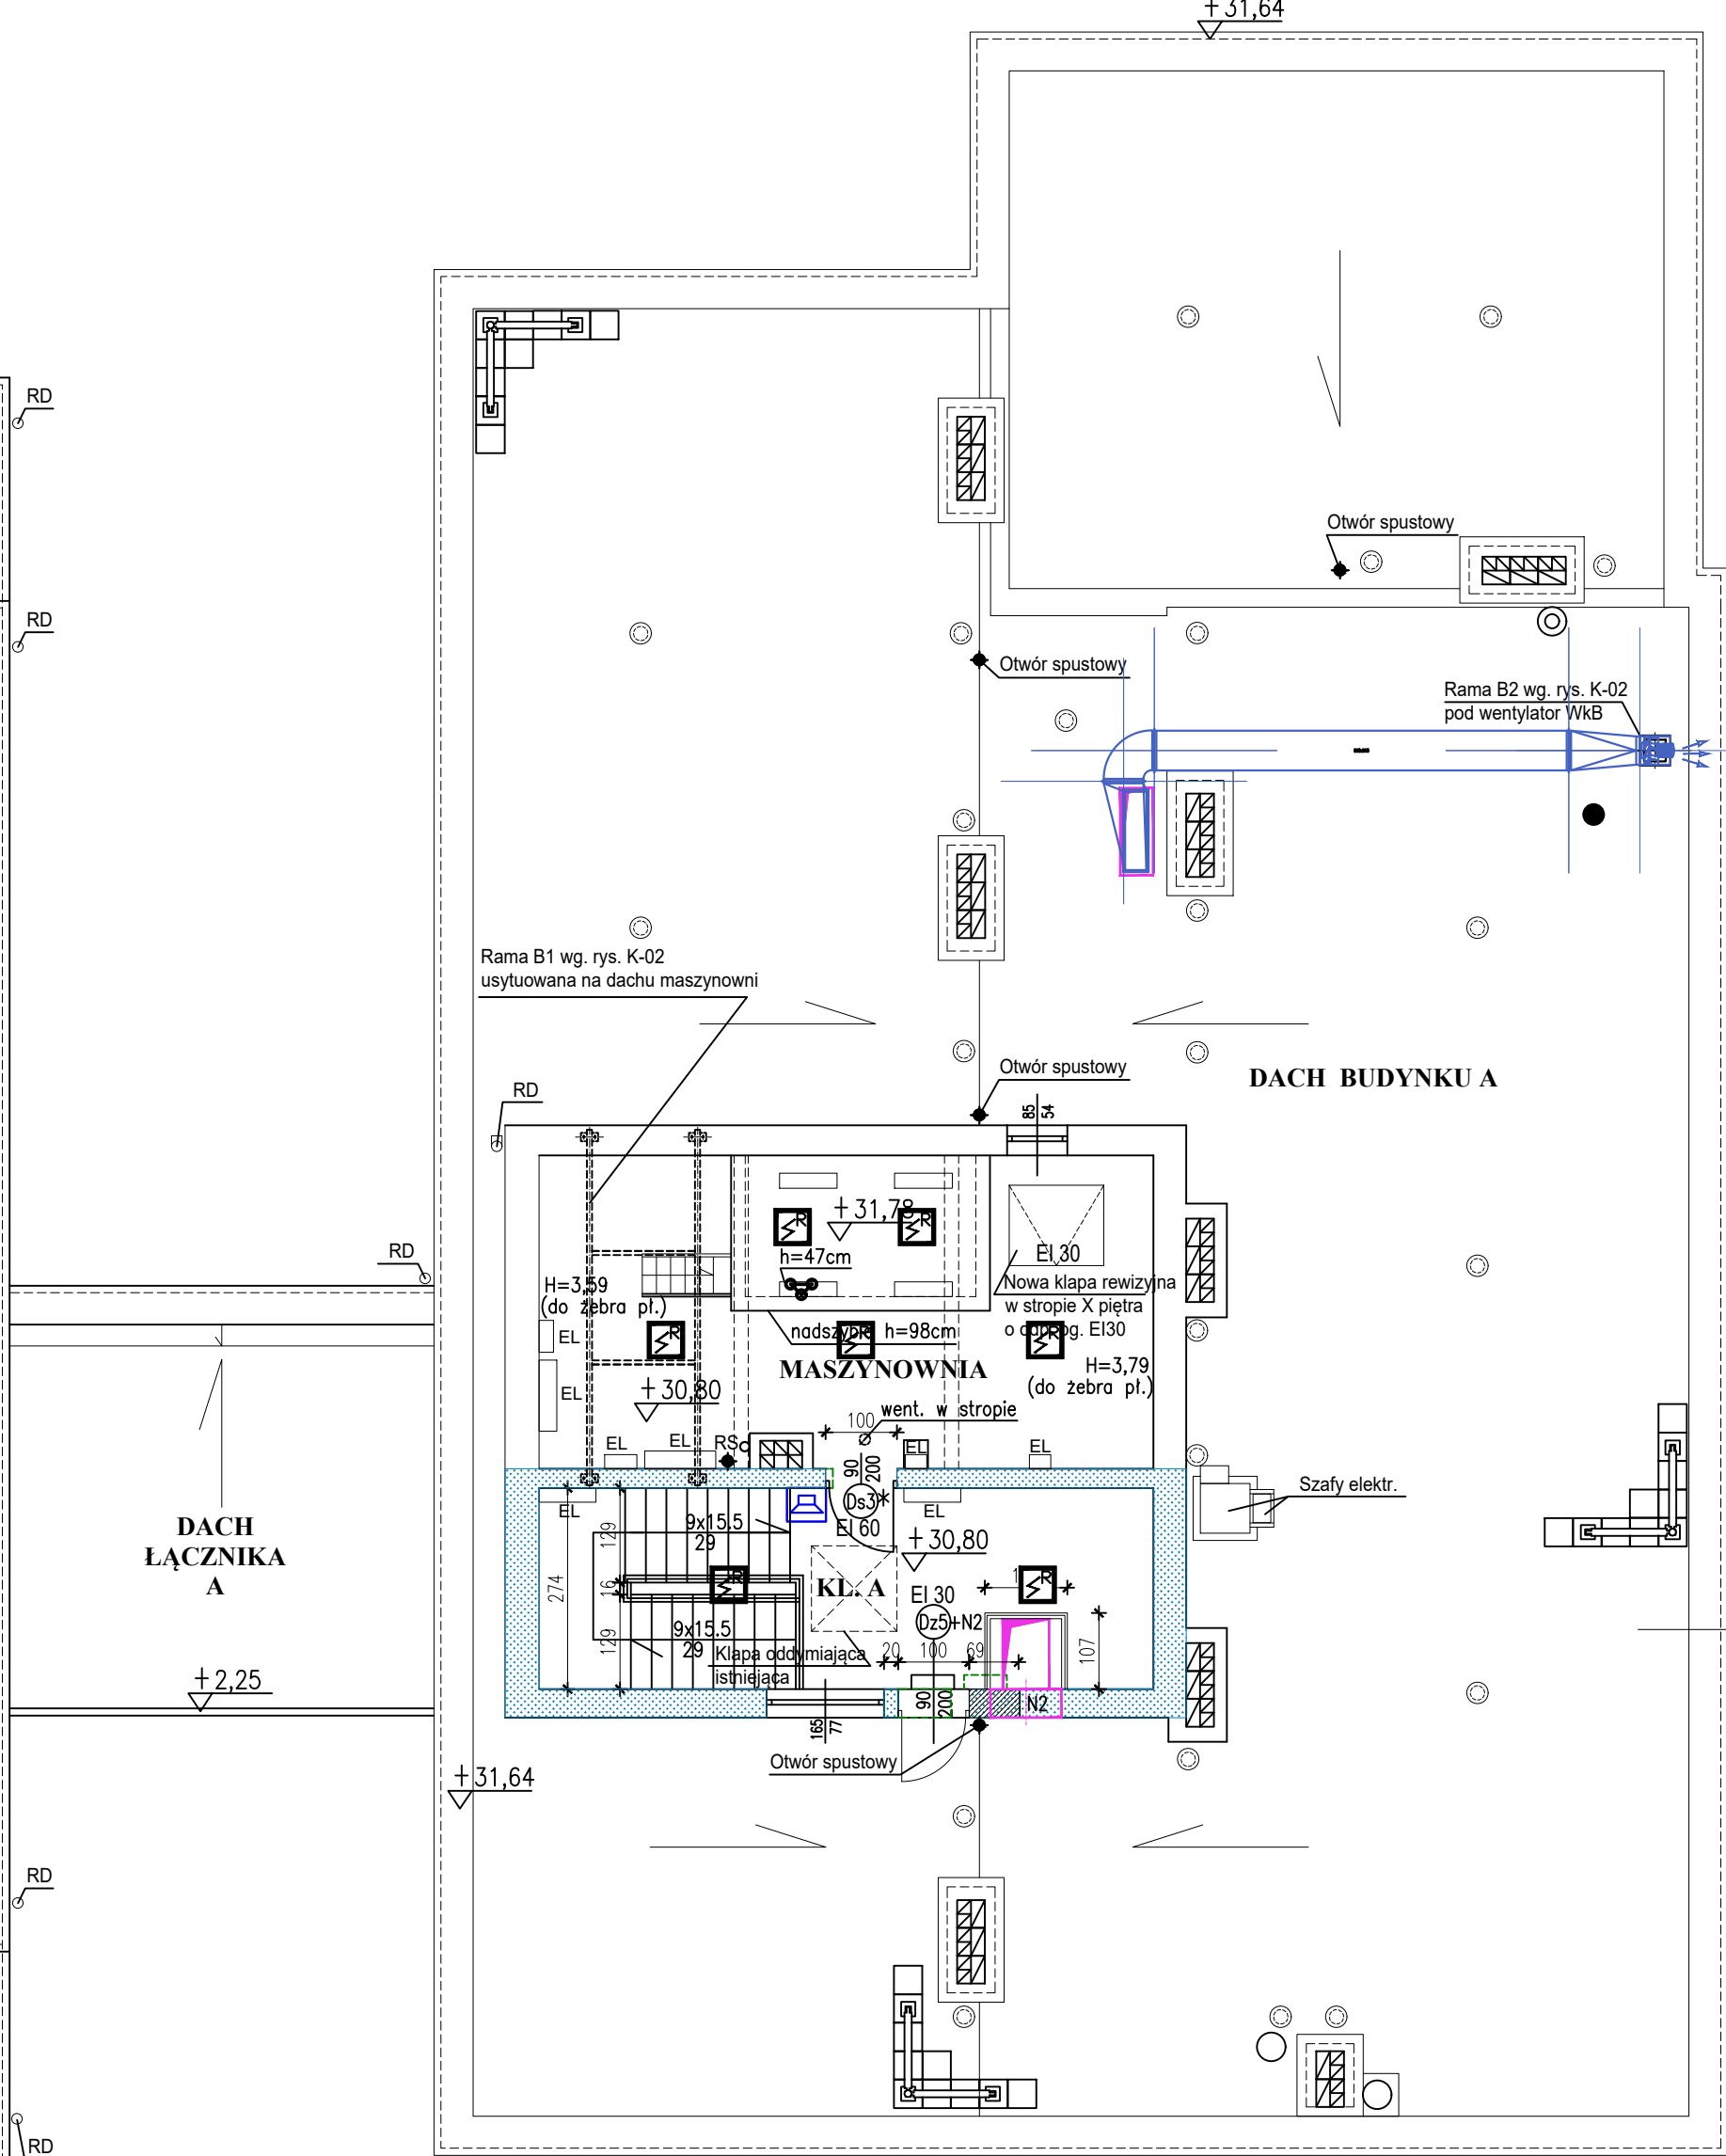 +31,64
RD
Otwór spustowy
RD
Otwór spustowy
Rama B2 wg. rys. K-02
pod wentylator WkB
Rama B1 wg. rys. K-02
usytuowana na dachu maszynowni
Otwór spustowy
DACH BUDYNKU A
RD
85
54
R
+31,78
R
RD
h=47cm
EI 30
H=3,59
(do żebra pł.)
Nowa klapa rewizyjna
w stropie X piętra
EL
R
nadszybie h=98cm
R
R
MASZYNOWNIA
H=3,79
(do żebra pł.)
EL
+30,80
went. w stropie
100
EL
EL
RS
EL
EL
90
200
Szafy elektr.
EL
Ds3
EL
9x15.5
29
EI 60
+30,80
129
DACH
ŁĄCZNIKA
A
274
16
R
KL. A
R
EI 30
Dz5+N2
9x15.5
29
129
Klapa oddymiająca
istniejąca
20
100
69
107
+2,25
90
200
N2
165
77
Otwór spustowy
+31,64
RD
RD